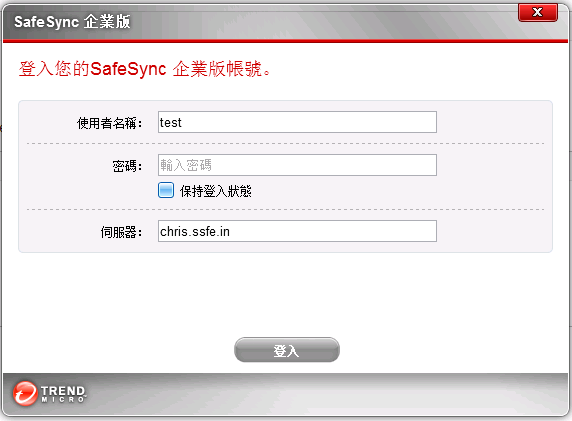 SafeSync 企業版
x
登入您的SafeSync 企業版帳號。
使用者名稱： test
密碼： 輸入密碼
保持登入狀態
伺服器： chris.ssfe.in
登入
TREND
MICRO